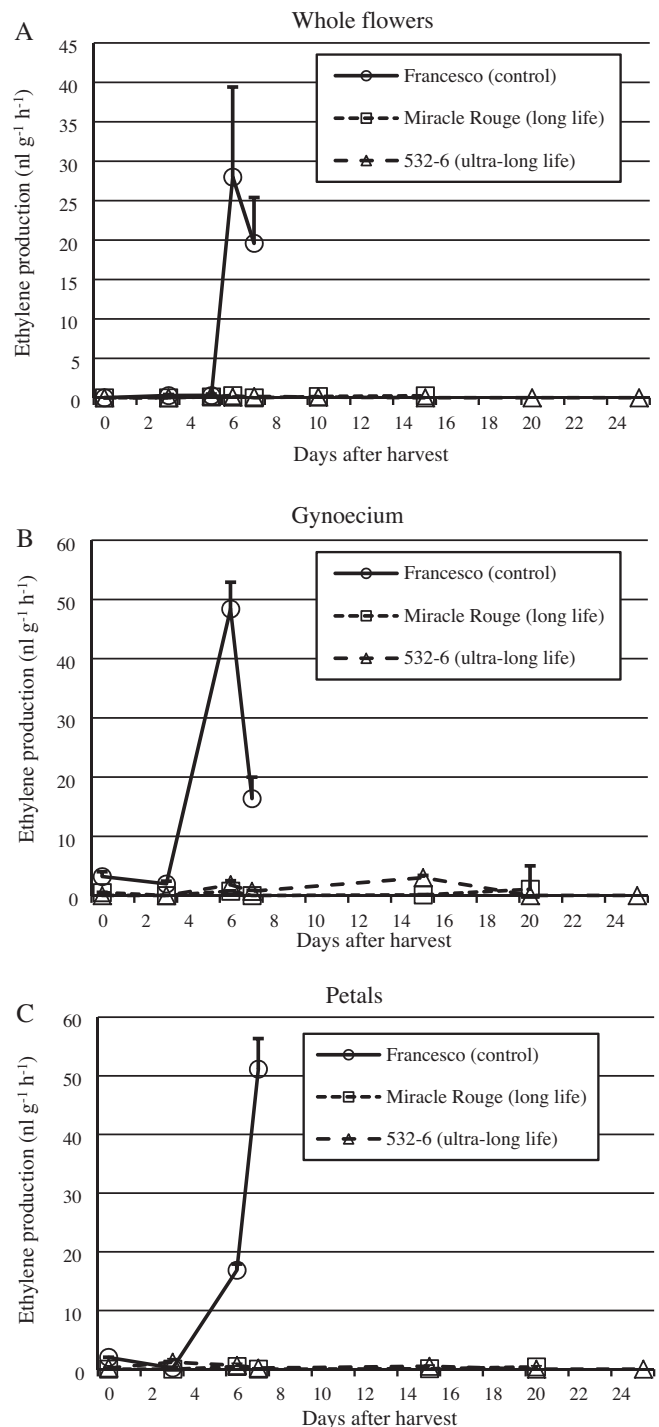 A
Whole flowers
Ethylene production (nl g⁻¹ h⁻¹)
45
40
35
30
25
20
15
10
5
0
Francesco (control)
Miracle Rouge (long life)
532-6 (ultra-long life)
0 2 4 6 8 10 12 14 16 18 20 22 24
Days after harvest
B
Gynoecium
Ethylene production (nl g⁻¹ h⁻¹)
60
50
40
30
20
10
0
Francesco (control)
Miracle Rouge (long life)
532-6 (ultra-long life)
0 2 4 6 8 10 12 14 16 18 20 22 24
Days after harvest
C
Petals
Ethylene production (nl g⁻¹ h⁻¹)
60
50
40
30
20
10
0
Francesco (control)
Miracle Rouge (long life)
532-6 (ultra-long life)
0 2 4 6 8 10 12 14 16 18 20 22 24
Days after harvest